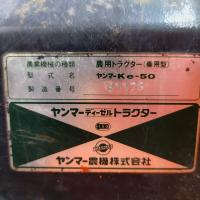 農業機械の種類 農用トラクター(乗用型)
型式名 ヤンマーKe-50
製造番号
ヤンマーディーゼルトラクター
ヤンマー農機株式会社